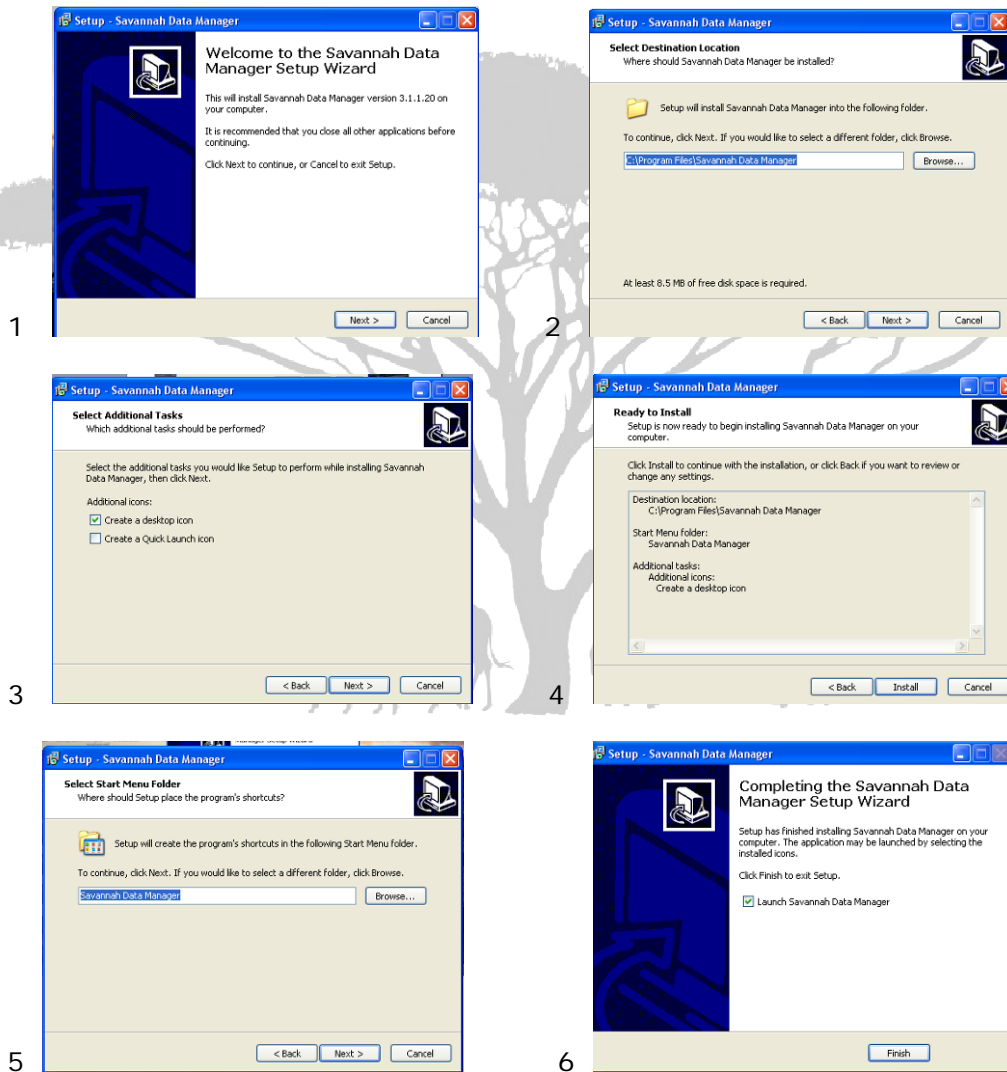 Setup - Savannah Data Manager
Welcome to the Savannah Data
Manager Setup Wizard
This will install Savannah Data Manager version 3.1.1.20 on
your computer.
It is recommended that you close all other applications before
continuing.
Click Next to continue, or Cancel to exit Setup.
Next >
Cancel
1
Setup - Savannah Data Manager
Select Destination Location
Where should Savannah Data Manager be installed?
Setup will install Savannah Data Manager into the following folder.
To continue, click Next. If you would like to select a different folder, click Browse.
C:\Program Files\Savannah Data Manager
Browse...
At least 8.5 MB of free disk space is required.
< Back
Next >
Cancel
2
Setup - Savannah Data Manager
Select Additional Tasks
Which additional tasks should be performed?
Select the additional tasks you would like Setup to perform while installing Savannah
Data Manager, then click Next.
Additional icons:
Create a desktop icon
Create a Quick Launch icon
< Back
Next >
Cancel
3
Setup - Savannah Data Manager
Ready to Install
Setup is now ready to begin installing Savannah Data Manager on your
computer.
Click Install to continue with the installation, or click Back if you want to review or
change any settings.
Destination location:
C:\Program Files\Savannah Data Manager
Start Menu folder:
Savannah Data Manager
Additional tasks:
Additional icons:
Create a desktop icon
< Back
Install
Cancel
4
Setup - Savannah Data Manager
Select Start Menu Folder
Where should Setup place the program's shortcuts?
Setup will create the program's shortcuts in the following Start Menu folder.
To continue, click Next. If you would like to select a different folder, click Browse.
Savannah Data Manager
Browse...
< Back
Next >
Cancel
5
Setup - Savannah Data Manager
Completing the Savannah Data
Manager Setup Wizard
Setup has finished installing Savannah Data Manager on your
computer. The application may be launched by selecting the
installed icons.
Click Finish to exit Setup.
Launch Savannah Data Manager
Finish
6